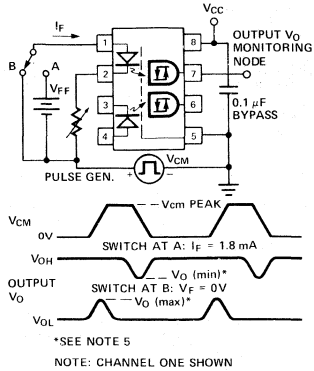 I_F
V_CC
OUTPUT V_O
MONITORING
NODE
B
A
V_FF
1
2
3
4
8
7
6
5
0.1 µF
BYPASS
PULSE GEN.
+
−
V_CM
Vcm PEAK
V_CM
0V
SWITCH AT A: I_F = 1.8 mA
V_OH
V_O (min)*
OUTPUT
V_O
SWITCH AT B: V_F = 0V
V_O (max)*
V_OL
*SEE NOTE 5
NOTE: CHANNEL ONE SHOWN